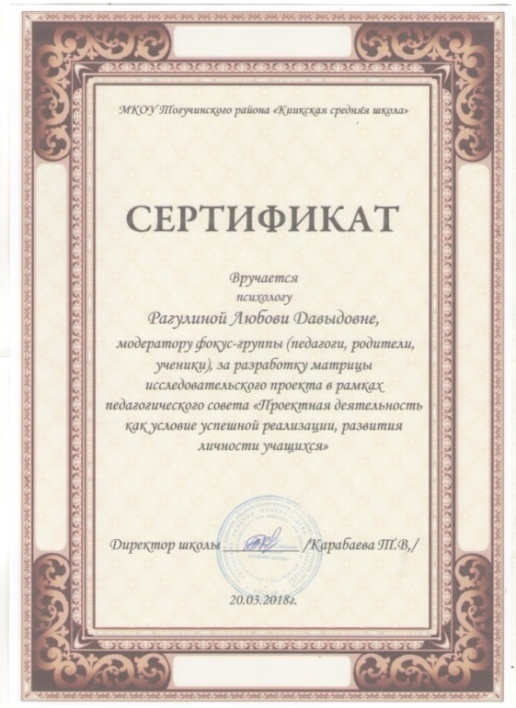 МКОУ Тогучинского района «Киикская средняя школа»
СЕРТИФИКАТ
Вручается
психологу
Рагулиной Любови Давыдовне,
модератору фокус-группы (педагоги, родители,
ученики), за разработку матрицы
исследовательского проекта в рамках
педагогического совета «Проектная деятельность
как условие успешной реализации, развития
личности учащихся»
Директор школы /Карабаева Т.В,/
20.03.2018г.